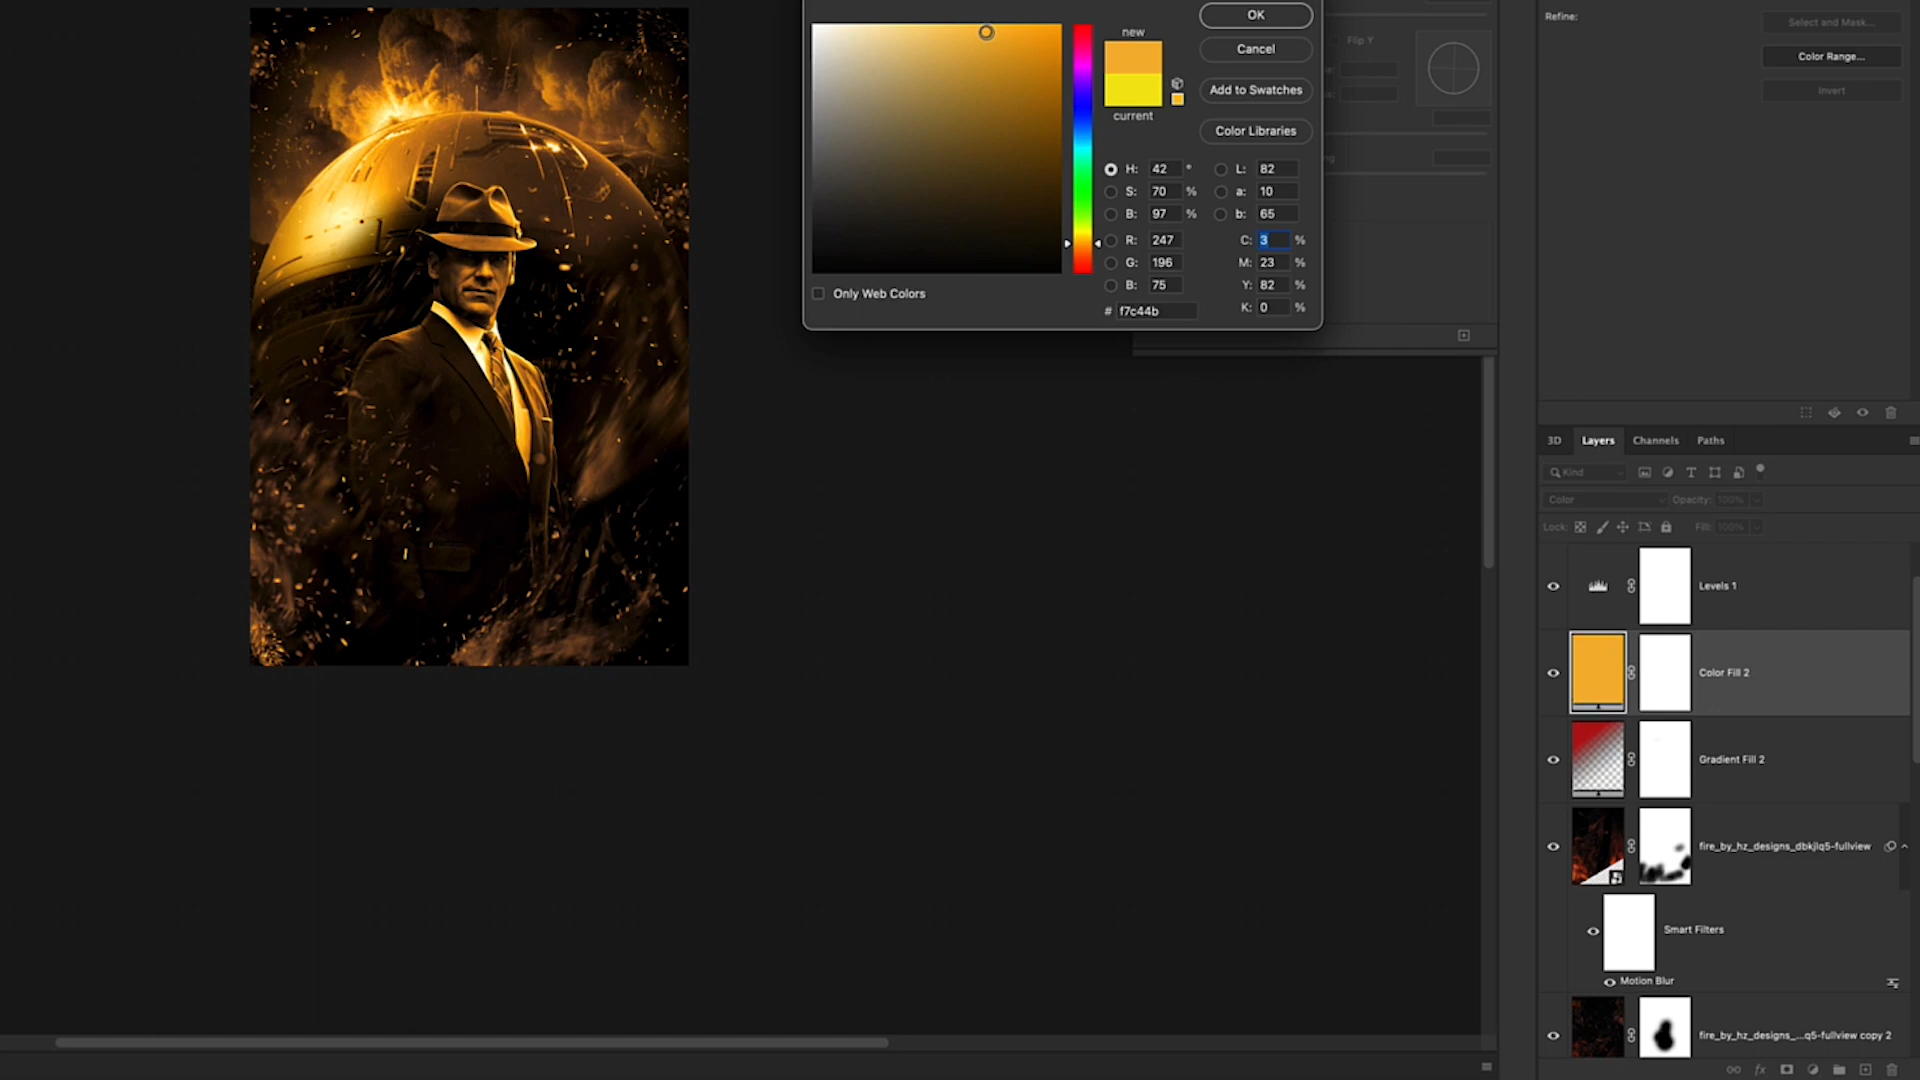 OK
new
Cancel
Add to Swatches
current
Color Libraries
H: 42 °
L: 82
S: 70 %
a: 10
B: 97 %
b: 65
R: 247
C: 3 %
G: 196
M: 23 %
B: 75
Y: 82 %
# f7c44b
K: 0 %
Only Web Colors
Flip Y
Refine:
Select and Mask...
Color Range...
Invert
3D Layers Channels Paths
Kind
Color Opacity: 100%
Lock: Fill: 100%
Levels 1
Color Fill 2
Gradient Fill 2
fire_by_hz_designs_dbkjlq5-fullview
Smart Filters
Motion Blur
fire_by_hz_designs_...q5-fullview copy 2
fx